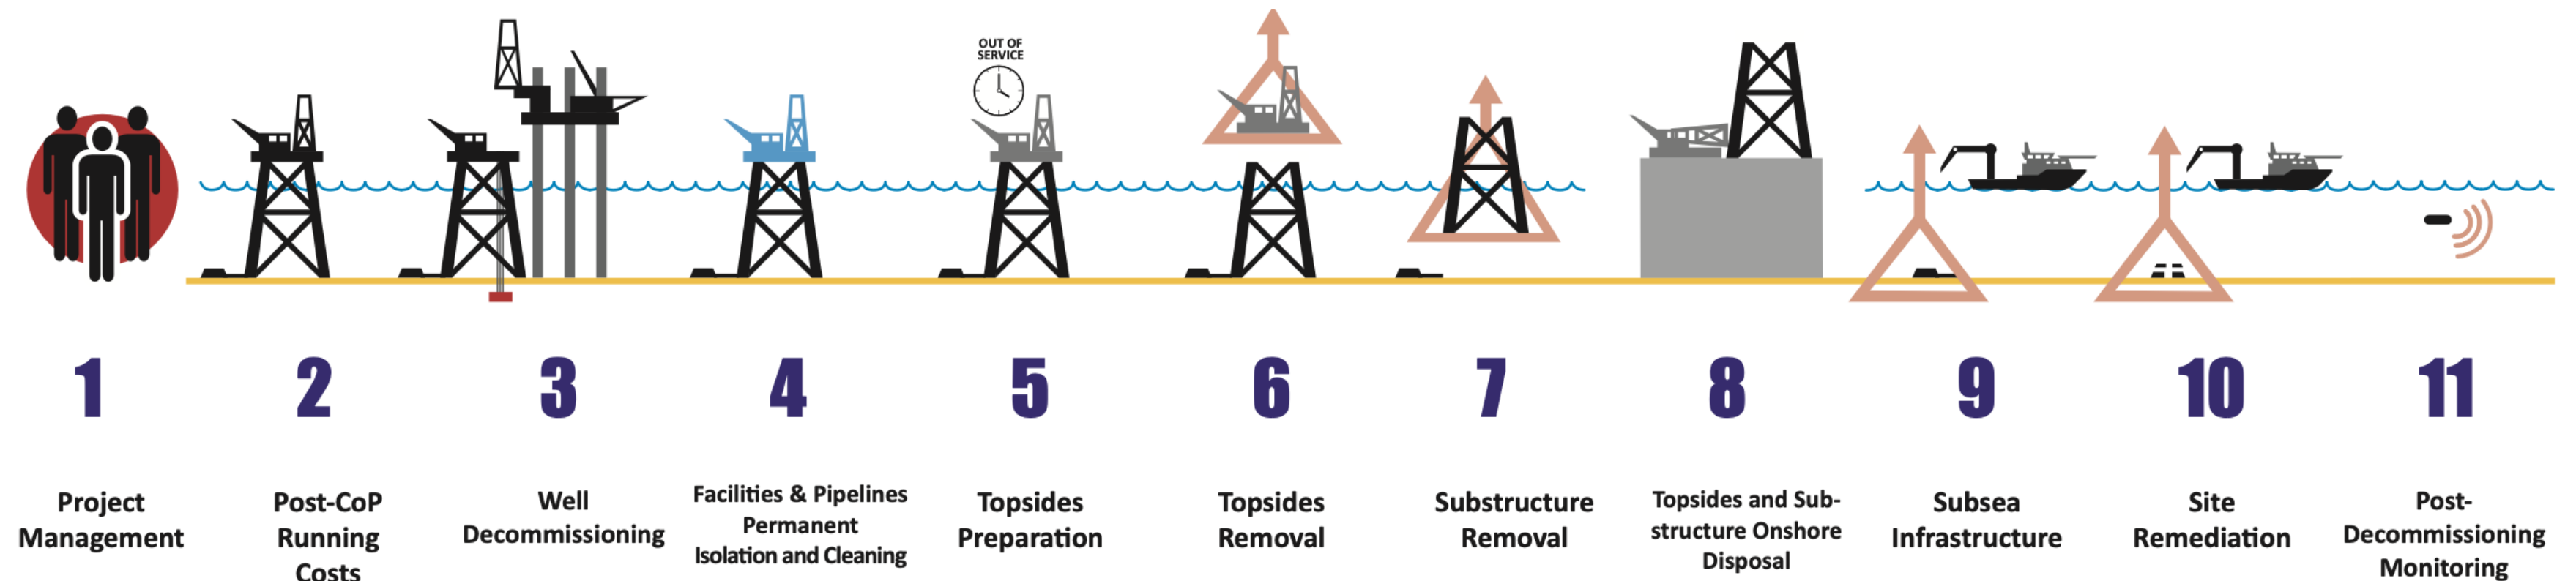 OUT OF
SERVICE
1
2
3
4
5
6
7
8
9
10
11
Project
Management
Post-CoP
Running
Costs
Well
Decommissioning
Facilities & Pipelines
Permanent
Isolation and Cleaning
Topsides
Preparation
Topsides
Removal
Substructure
Removal
Topsides and Sub-
structure Onshore
Disposal
Subsea
Infrastructure
Site
Remediation
Post-
Decommissioning
Monitoring